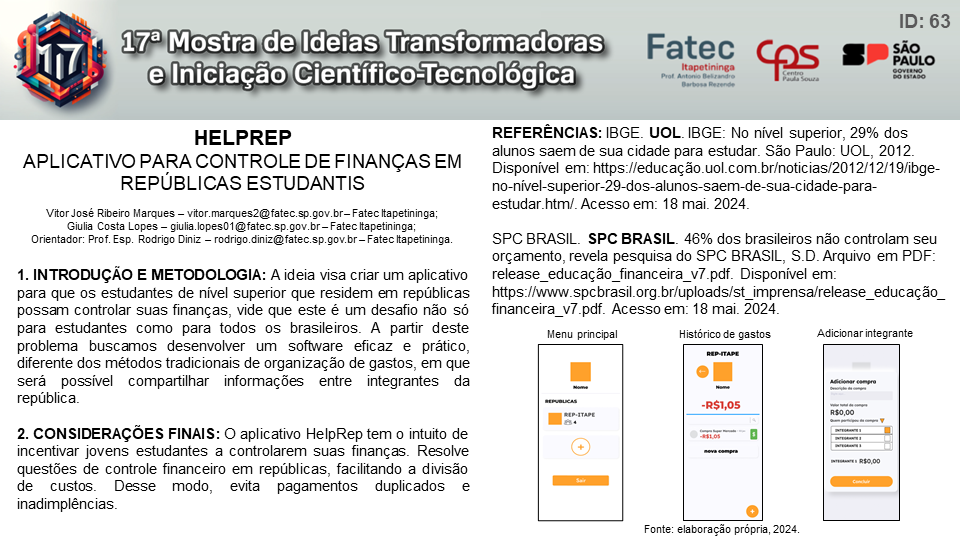 ID: 63
M17
17ª Mostra de Ideias Transformadoras
e Iniciação Científico-Tecnológica
Fatec
Itapetininga
Prof. Antonio Belizandro
Barbosa Rezende
CPS
Centro
Paula Souza
SP
SÃO PAULO
GOVERNO
DO ESTADO
HELPREP
APLICATIVO PARA CONTROLE DE FINANÇAS EM
REPÚBLICAS ESTUDANTIS
Vitor José Ribeiro Marques – vitor.marques2@fatec.sp.gov.br – Fatec Itapetininga;
Giulia Costa Lopes – giulia.lopes01@fatec.sp.gov.br – Fatec Itapetininga;
Orientador: Prof. Esp. Rodrigo Diniz – rodrigo.diniz@fatec.sp.gov.br – Fatec Itapetininga.
1. INTRODUÇÃO E METODOLOGIA: A ideia visa criar um aplicativo
para que os estudantes de nível superior que residem em repúblicas
possam controlar suas finanças, vide que este é um desafio não só
para estudantes como para todos os brasileiros. A partir deste
problema buscamos desenvolver um software eficaz e prático,
diferente dos métodos tradicionais de organização de gastos, em que
será possível compartilhar informações entre integrantes da
república.
2. CONSIDERAÇÕES FINAIS: O aplicativo HelpRep tem o intuito de
incentivar jovens estudantes a controlarem suas finanças. Resolve
questões de controle financeiro em repúblicas, facilitando a divisão
de custos. Desse modo, evita pagamentos duplicados e
inadimplências.
REFERÊNCIAS: IBGE. UOL. IBGE: No nível superior, 29% dos
alunos saem de sua cidade para estudar. São Paulo: UOL, 2012.
Disponível em: https://educação.uol.com.br/noticias/2012/12/19/ibge-
no-nível-superior-29-dos-alunos-saem-de-sua-cidade-para-
estudar.htm/. Acesso em: 18 mai. 2024.
SPC BRASIL. SPC BRASIL. 46% dos brasileiros não controlam seu
orçamento, revela pesquisa do SPC BRASIL, S.D. Arquivo em PDF:
release_educação_financeira_v7.pdf. Disponível em:
https://www.spcbrasil.org.br/uploads/st_imprensa/release_educação_
financeira_v7.pdf. Acesso em: 18 mai. 2024.
Menu principal
Nome
REPUBLICAS
REP-ITAPE
4
+
Sair
Histórico de gastos
REP-ITAPE
Nome
-R$1,05
Compra Super Mercado
-R$1,05
$
nova compra
+
Adicionar integrante
Adicionar compra
Descrição da compra
Valor total da compra
R$0,00
Quem participou da compra
INTEGRANTE 1
INTEGRANTE 2
INTEGRANTE 3
INTEGRANTE 1 R$0,00
Concluir
Fonte: elaboração própria, 2024.